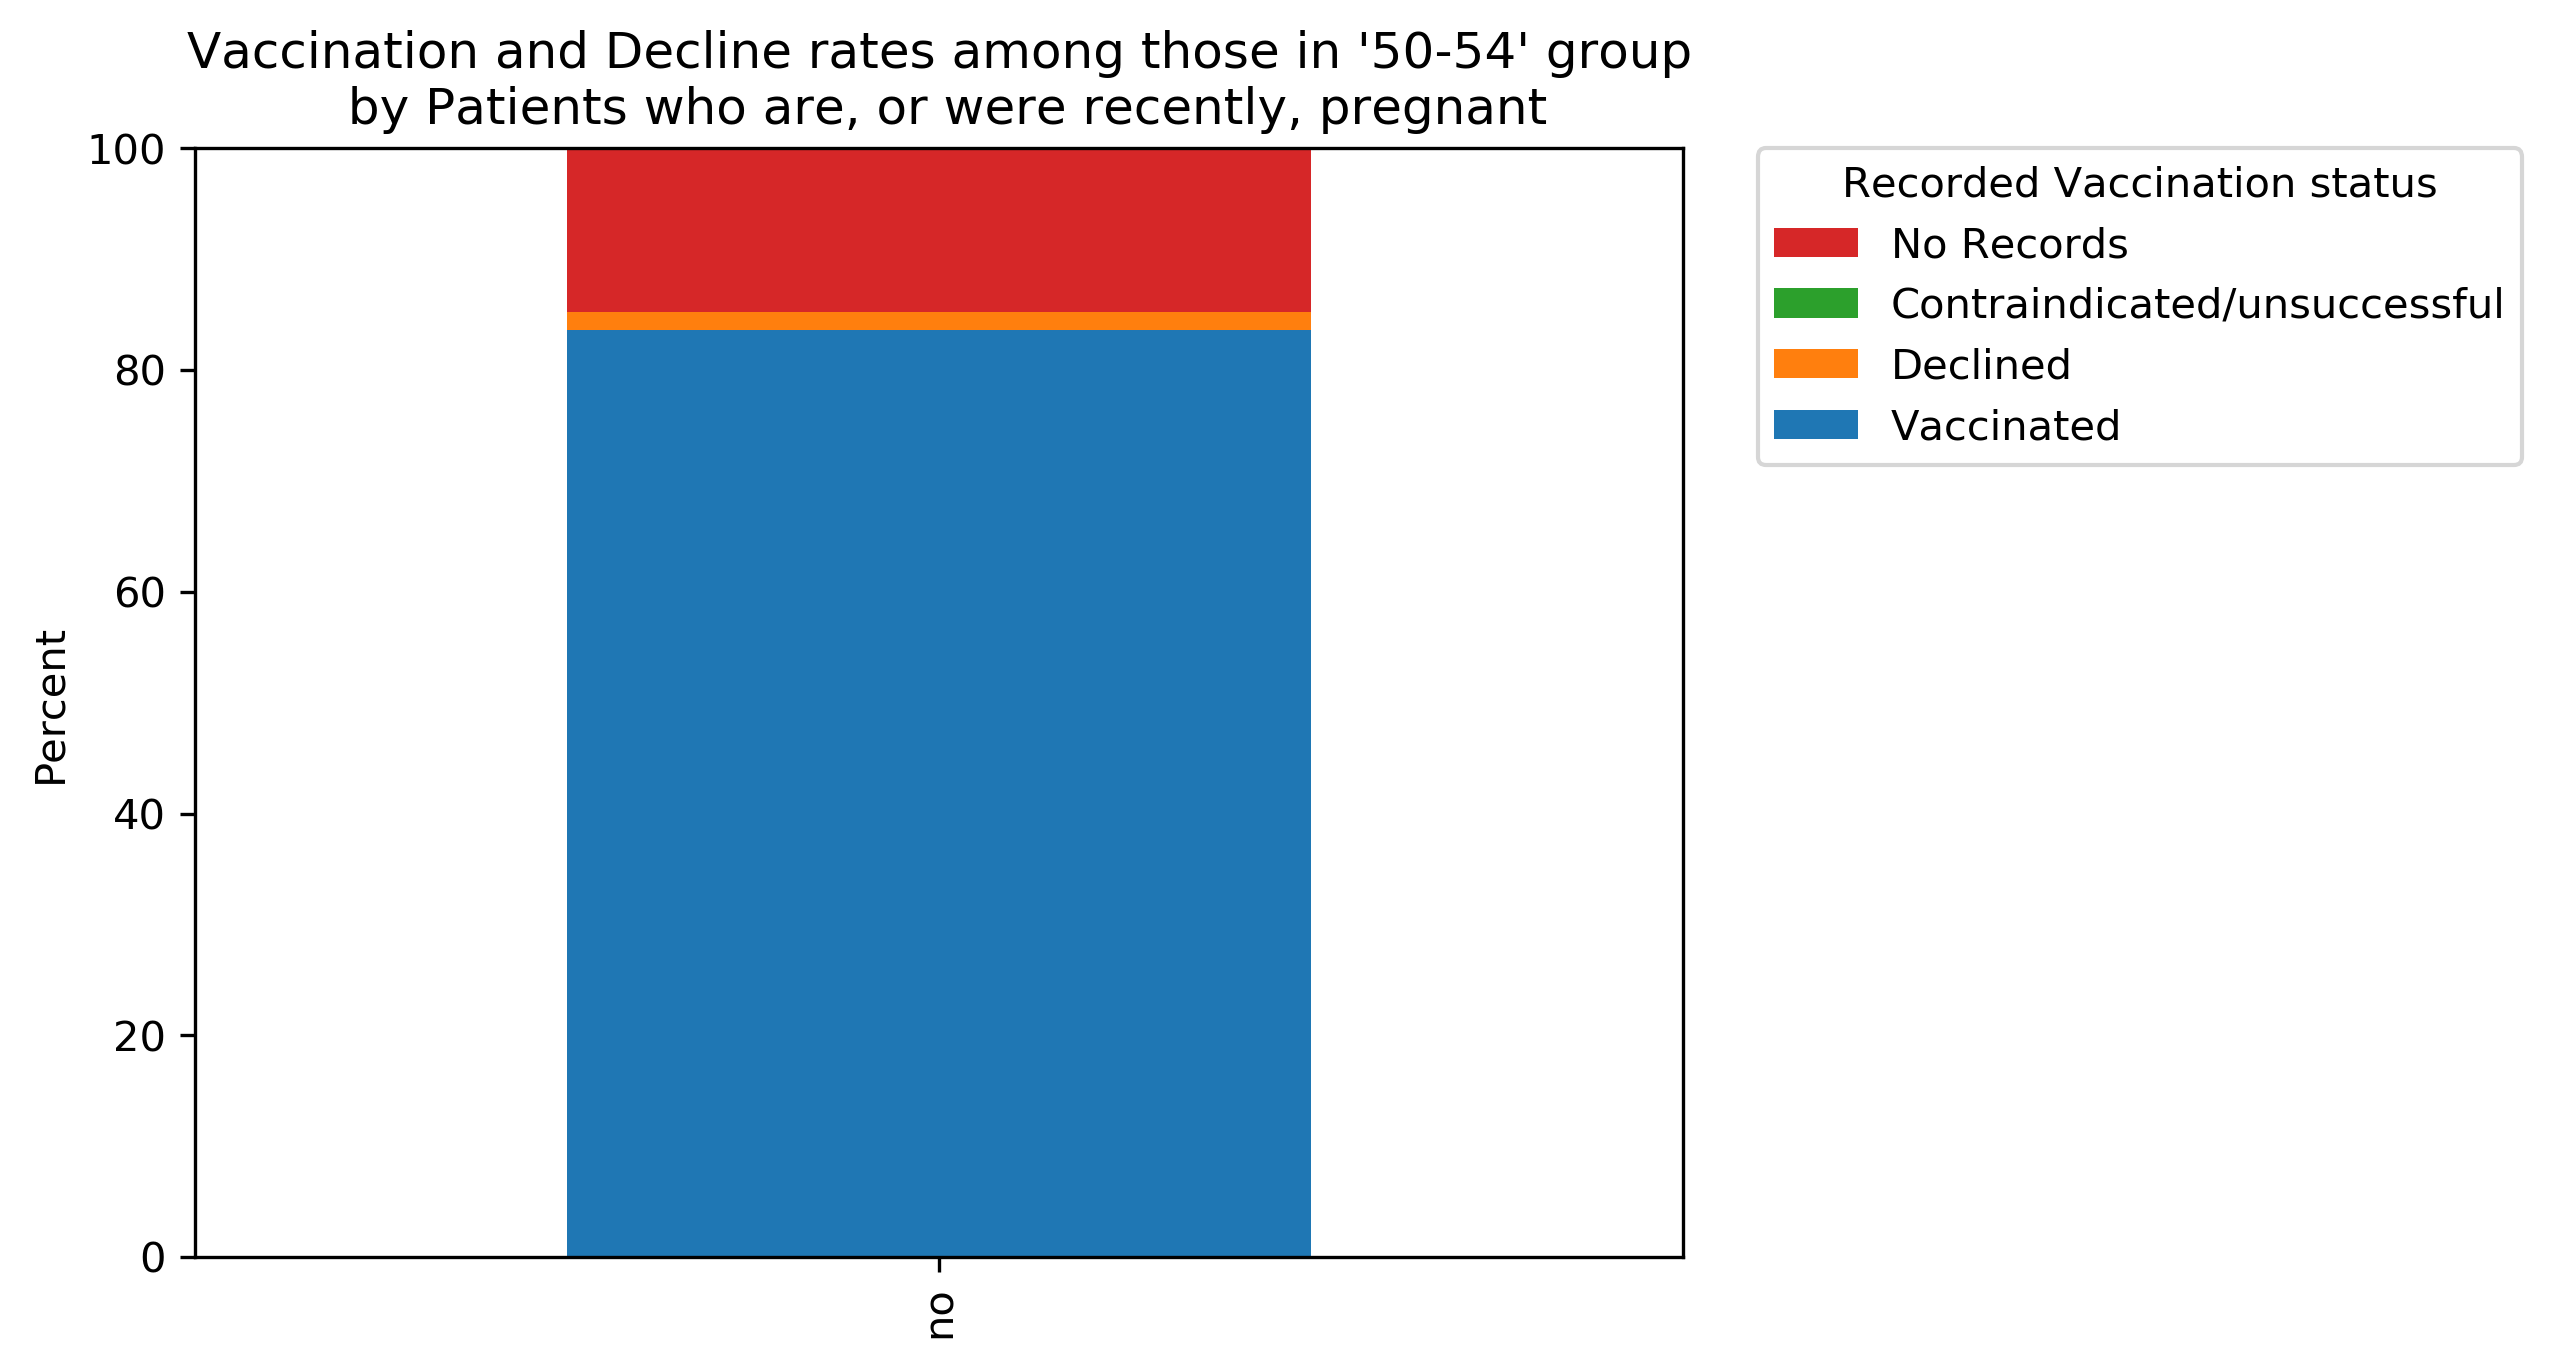 Vaccination and Decline rates among those in '50-54' group
by Patients who are, or were recently, pregnant
100
80
60
40
20
0
Percent
no
Recorded Vaccination status
No Records
Contraindicated/unsuccessful
Declined
Vaccinated